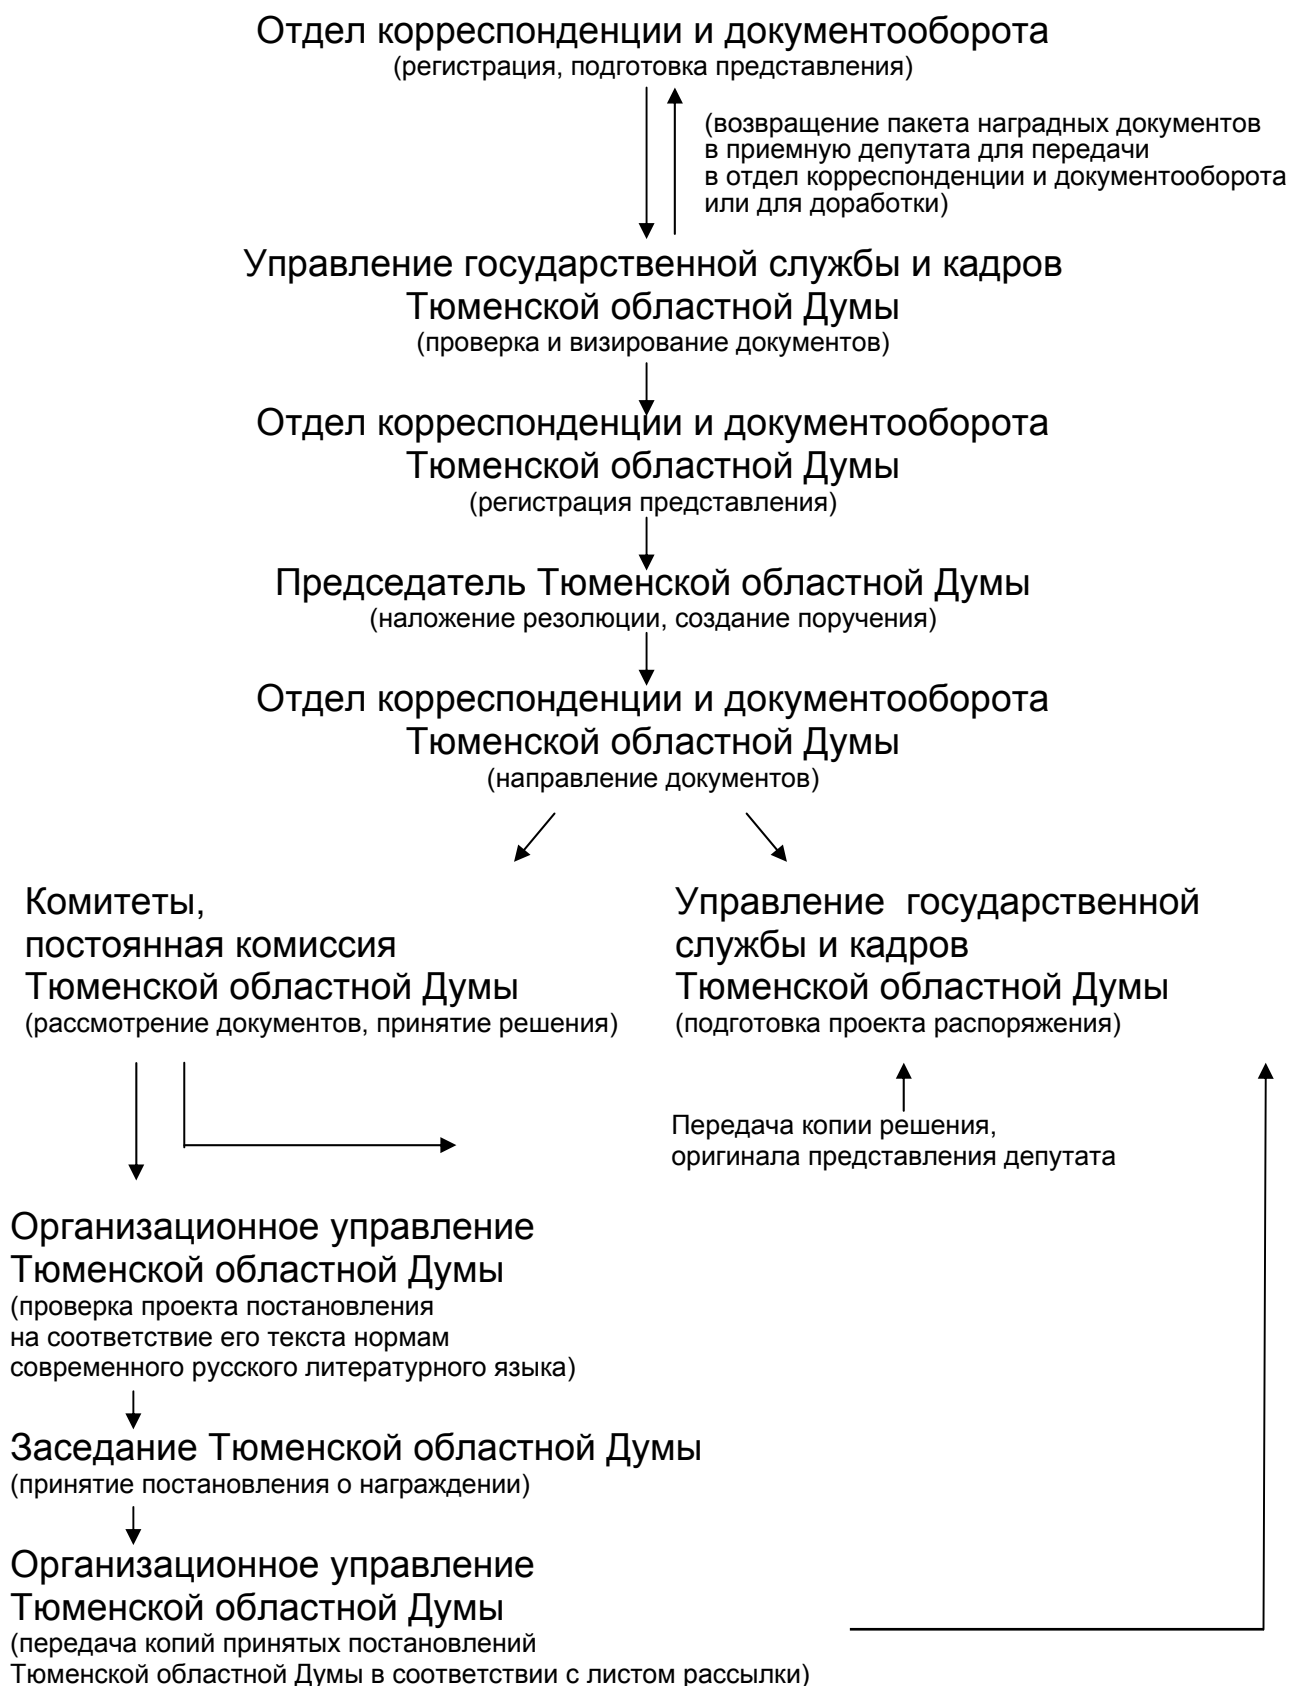 Отдел корреспонденции и документооборота
(регистрация, подготовка представления)
(возвращение пакета наградных документов
в приемную депутата для передачи
в отдел корреспонденции и документооборота
или для доработки)
Управление государственной службы и кадров
Тюменской областной Думы
(проверка и визирование документов)
Отдел корреспонденции и документооборота
Тюменской областной Думы
(регистрация представления)
Председатель Тюменской областной Думы
(наложение резолюции, создание поручения)
Отдел корреспонденции и документооборота
Тюменской областной Думы
(направление документов)
Комитеты,
постоянная комиссия
Тюменской областной Думы
(рассмотрение документов, принятие решения)
Управление государственной
службы и кадров
Тюменской областной Думы
(подготовка проекта распоряжения)
Передача копии решения,
оригинала представления депутата
Организационное управление
Тюменской областной Думы
(проверка проекта постановления
на соответствие его текста нормам
современного русского литературного языка)
Заседание Тюменской областной Думы
(принятие постановления о награждении)
Организационное управление
Тюменской областной Думы
(передача копий принятых постановлений
Тюменской областной Думы в соответствии с листом рассылки)